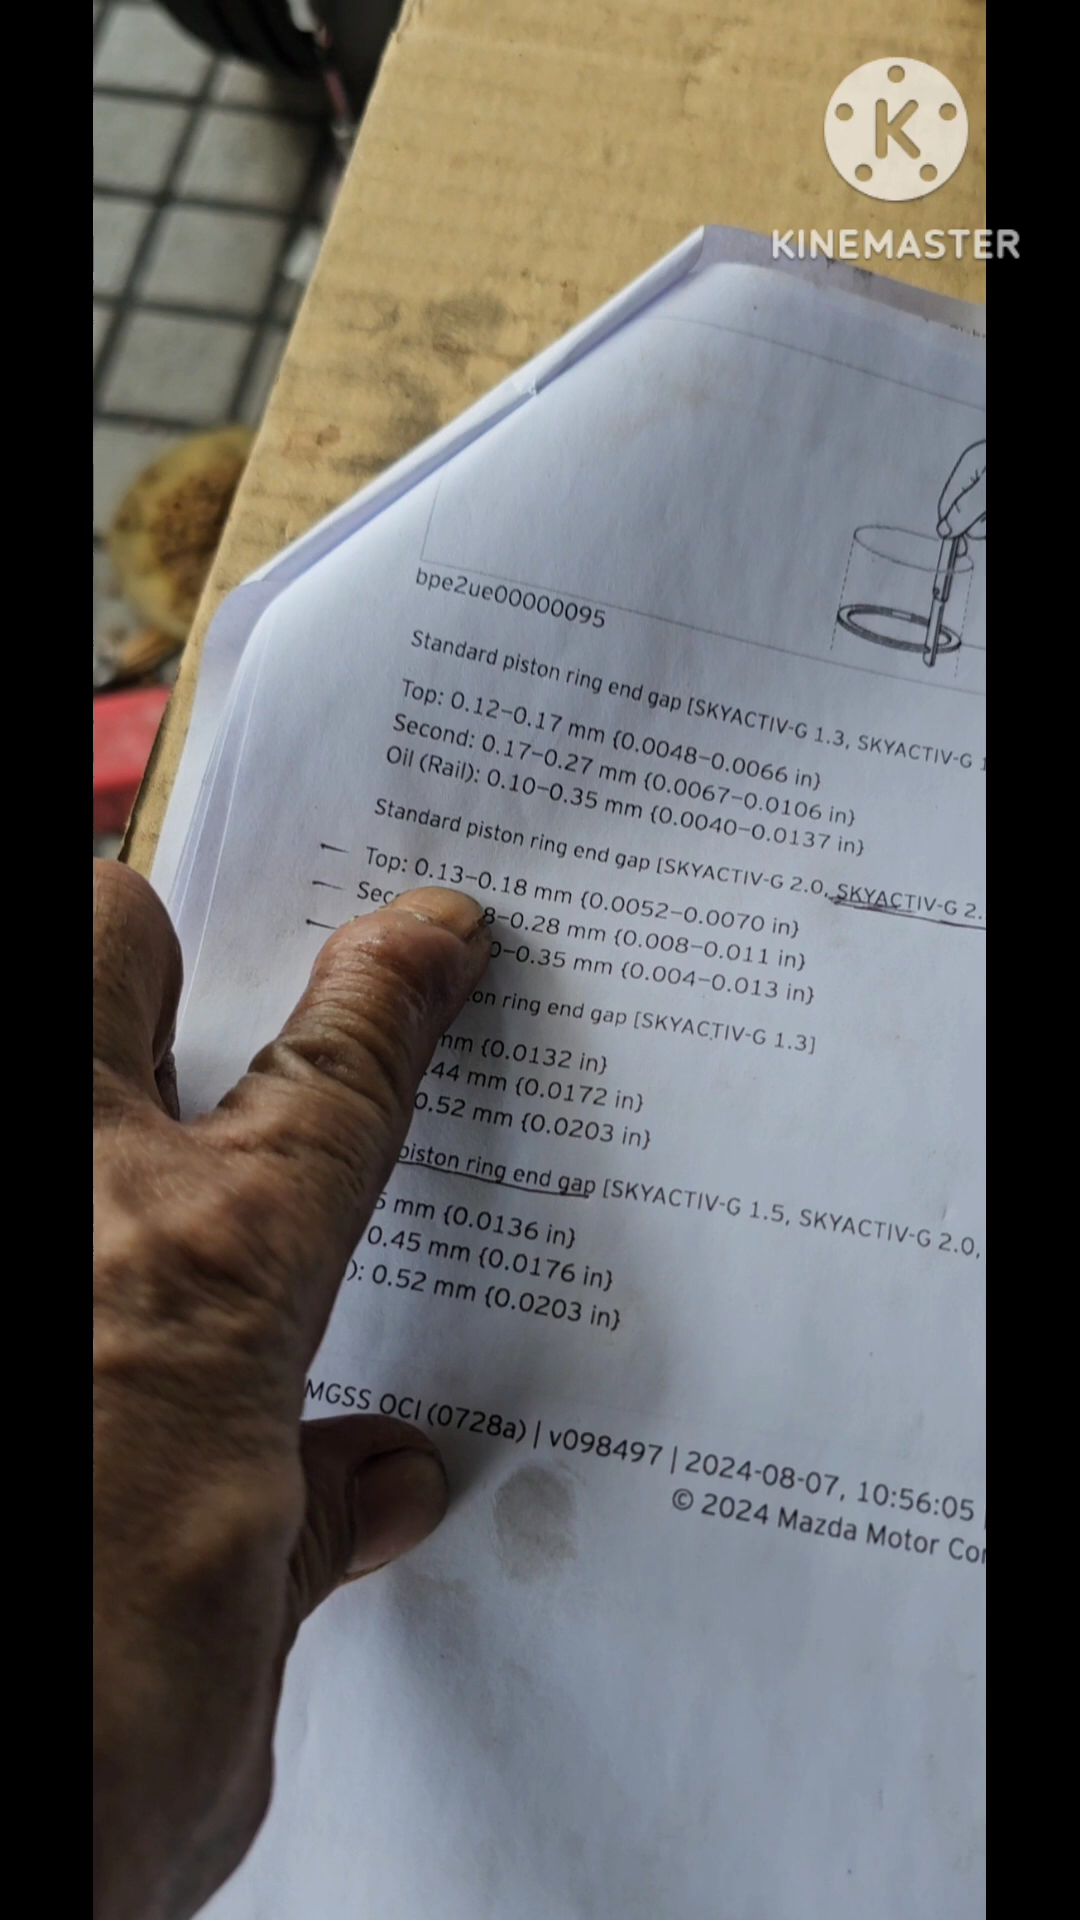 K
KINEMASTER
bpe2ue00000095
Standard piston ring end gap [SKYACTIV-G 1.3, SKYACTIV-G
Top: 0.12-0.17 mm {0.0048-0.0066 in}
Second: 0.17-0.27 mm {0.0067-0.0106 in}
Oil (Rail): 0.10-0.35 mm {0.0040-0.0137 in}
Standard piston ring end gap [SKYACTIV-G 2.0, SKYACTIV-G 2.
Top: 0.13-0.18 mm {0.0052-0.0070 in}
Sec 8-0.28 mm {0.008-0.011 in}
0-0.35 mm {0.004-0.013 in}
on ring end gap [SKYACTIV-G 1.3]
mm {0.0132 in}
.44 mm {0.0172 in}
0.52 mm {0.0203 in}
piston ring end gap [SKYACTIV-G 1.5, SKYACTIV-G 2.0,
5 mm {0.0136 in}
0.45 mm {0.0176 in}
): 0.52 mm {0.0203 in}
MGSS OCI (0728a) | v098497 | 2024-08-07, 10:56:05 |
© 2024 Mazda Motor Cor